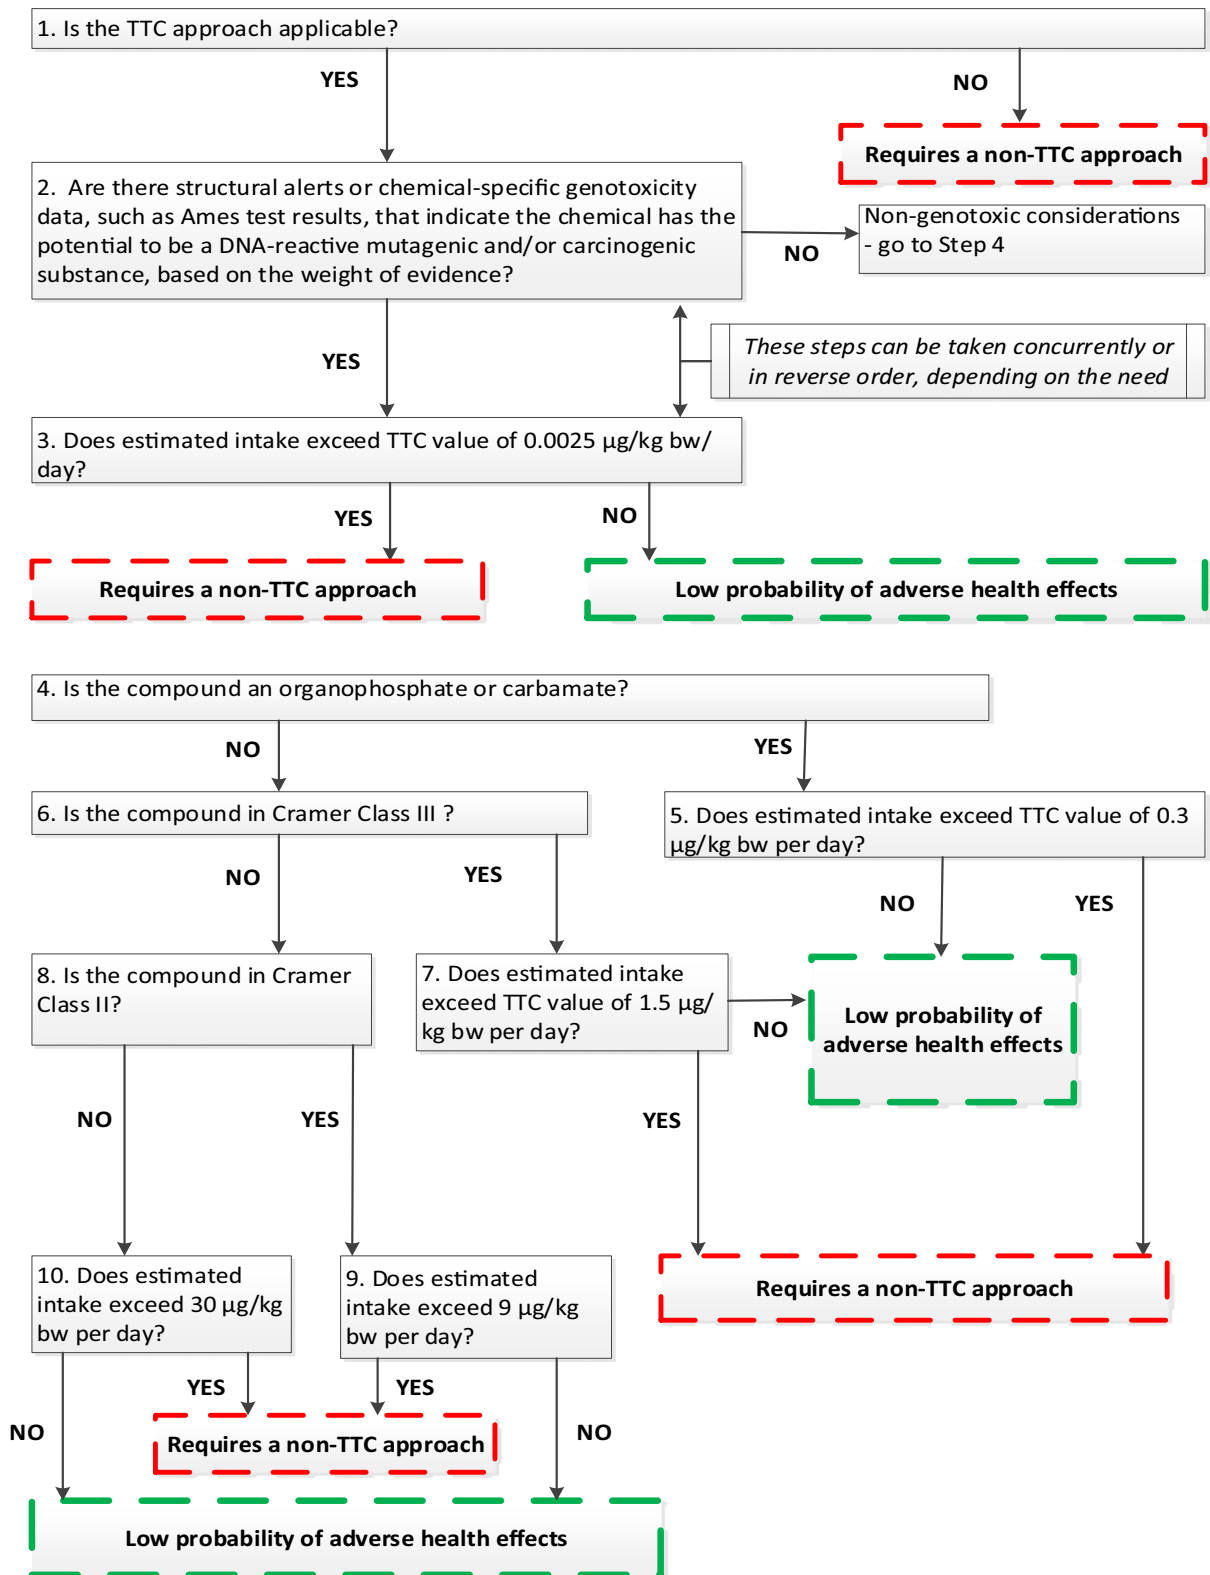 1. Is the TTC approach applicable?
YES
NO
Requires a non-TTC approach
2.  Are there structural alerts or chemical-specific genotoxicity
data, such as Ames test results, that indicate the chemical has the
potential to be a DNA-reactive mutagenic and/or carcinogenic
substance, based on the weight of evidence?
NO
Non-genotoxic considerations
- go to Step 4
YES
These steps can be taken concurrently or
in reverse order, depending on the need
3. Does estimated intake exceed TTC value of 0.0025 µg/kg bw/
day?
YES
NO
Requires a non-TTC approach
Low probability of adverse health effects
4. Is the compound an organophosphate or carbamate?
NO
YES
6. Is the compound in Cramer Class III ?
5. Does estimated intake exceed TTC value of 0.3
µg/kg bw per day?
NO
YES
NO
YES
8. Is the compound in Cramer
Class II?
7. Does estimated intake
exceed TTC value of 1.5 µg/
kg bw per day?
NO
Low probability of
adverse health effects
NO
YES
YES
10. Does estimated
intake exceed 30 µg/kg
bw per day?
9. Does estimated
intake exceed 9 µg/kg
bw per day?
Requires a non-TTC approach
YES
YES
NO
NO
Requires a non-TTC approach
Low probability of adverse health effects